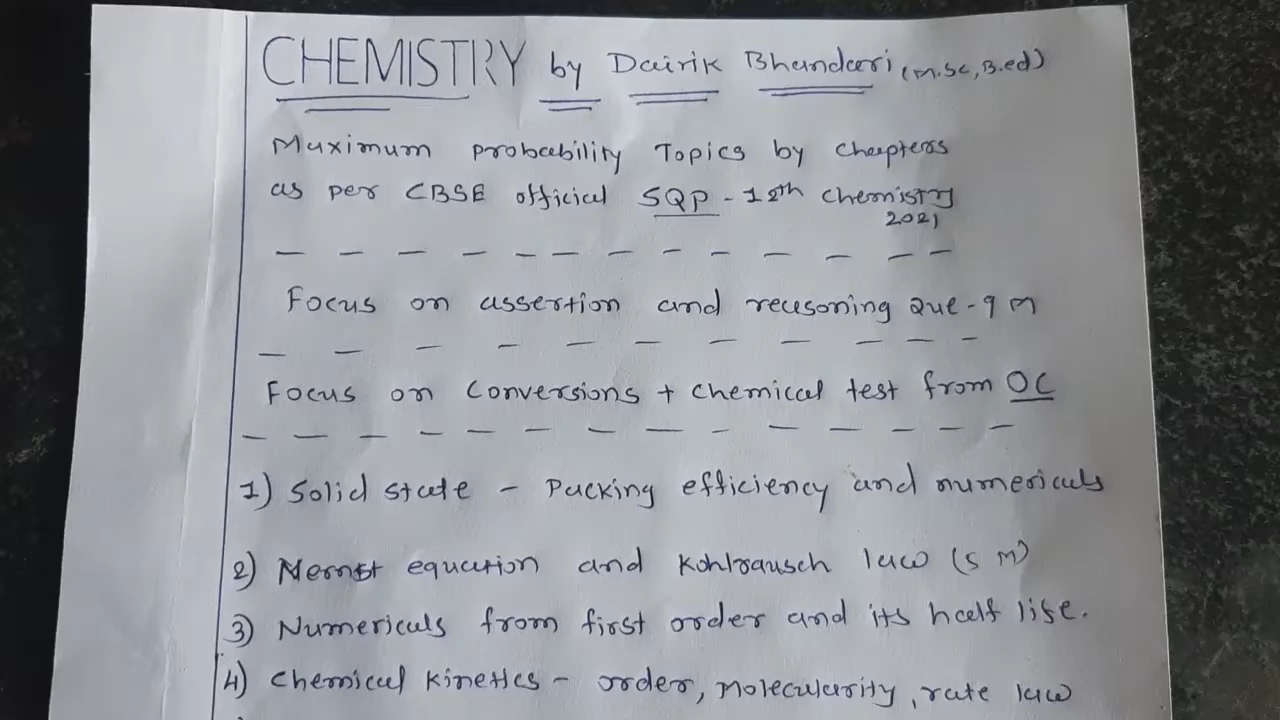 CHEMISTRY by Dairik Bhandari (M.Sc, B.ed)
Maximum probability Topics by chapters
as per CBSE official SQP - 12th chemistry
2021
Focus on assertion and reasoning Que - 9 M
Focus on conversions + chemical test from OC
1) Solid state - Packing efficiency and numericals
2) Nernst equation and Kohlrausch law (5 m)
3) Numericals from first order and its half life.
4) Chemical Kinetics - order, Molecularity, rate law